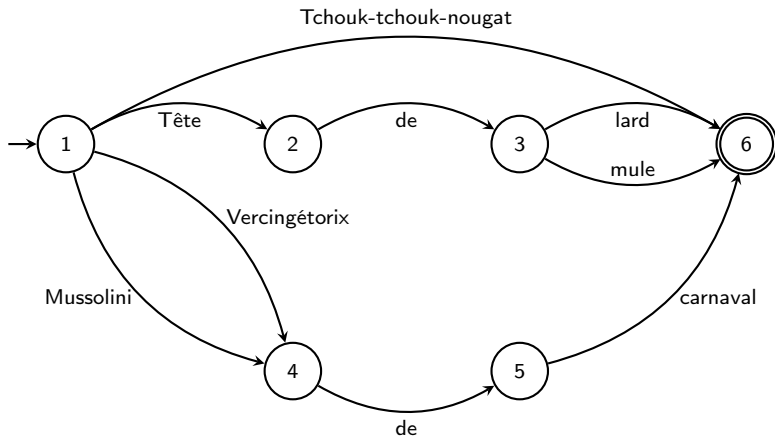 Tchouk-tchouk-nougat
Tête
de
lard
1
2
3
6
mule
Vercingétorix
Mussolini
carnaval
4
5
de